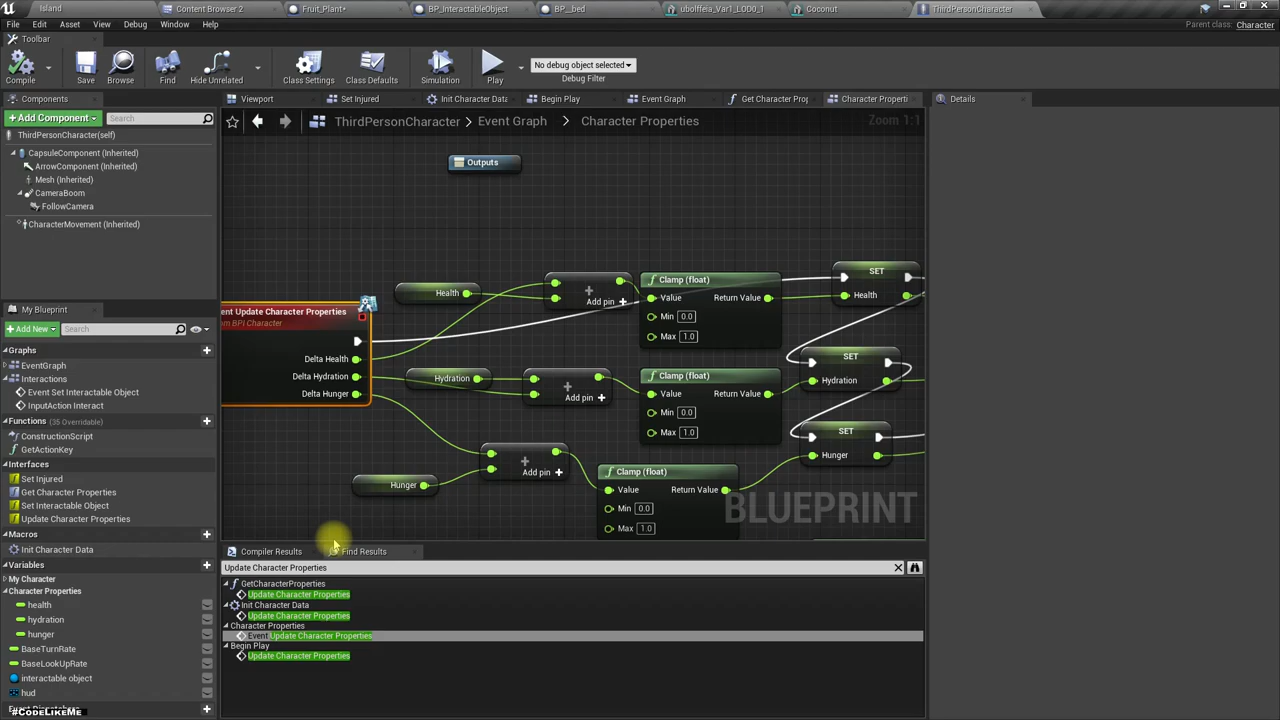 Island
Content Browser 2
Fruit_Plant*
BP_InteractableObject
BP_bed
ubolffeia_Var1_LOD0_1
Coconut
ThirdPersonCharacter
File Edit Asset View Debug Window Help
Parent class: Character
Toolbar
Compile
Save
Browse
Find
Hide Unrelated
Class Settings
Class Defaults
Simulation
Play
No debug object selected
Debug Filter
Components
+Add Component
Search
ThirdPersonCharacter(self)
CapsuleComponent (Inherited)
ArrowComponent (Inherited)
Mesh (Inherited)
CameraBoom
FollowCamera
CharacterMovement (Inherited)
My Blueprint
+Add New
Search
Graphs
EventGraph
Interactions
Event Set Interactable Object
InputAction Interact
Functions (35 Overridable)
ConstructionScript
GetActionKey
Interfaces
Set Injured
Get Character Properties
Set Interactable Object
Update Character Properties
Macros
Init Character Data
Variables
My Character
Character Properties
health
hydration
hunger
BaseTurnRate
BaseLookUpRate
interactable object
hud
#CodeLikeMe
Viewport
Set Injured
Init Character Data
Begin Play
Event Graph
Get Character Prop
Character Properti
Details
ThirdPersonCharacter > Event Graph > Character Properties
Zoom 1:1
Outputs
ent Update Character Properties
om BPI Character
Delta Health
Delta Hydration
Delta Hunger
Health
Add pin +
Clamp (float)
Value
Return Value
Min 0.0
Max 1.0
SET
Health
Hydration
Add pin +
Clamp (float)
Value
Return Value
Min 0.0
Max 1.0
SET
Hydration
Hunger
Add pin +
Clamp (float)
Value
Return Value
Min 0.0
Max 1.0
SET
Hunger
BLUEPRINT
Compiler Results
Find Results
Update Character Properties
GetCharacterProperties
Update Character Properties
Init Character Data
Update Character Properties
Character Properties
Event Update Character Properties
Begin Play
Update Character Properties